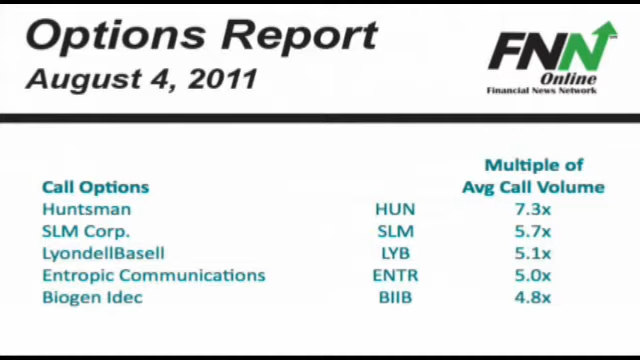 Options Report
August 4, 2011
FNN
Online
Financial News Network
Multiple of
Call Options Avg Call Volume
Huntsman HUN 7.3x
SLM Corp. SLM 5.7x
LyondellBasell LYB 5.1x
Entropic Communications ENTR 5.0x
Biogen Idec BIIB 4.8x